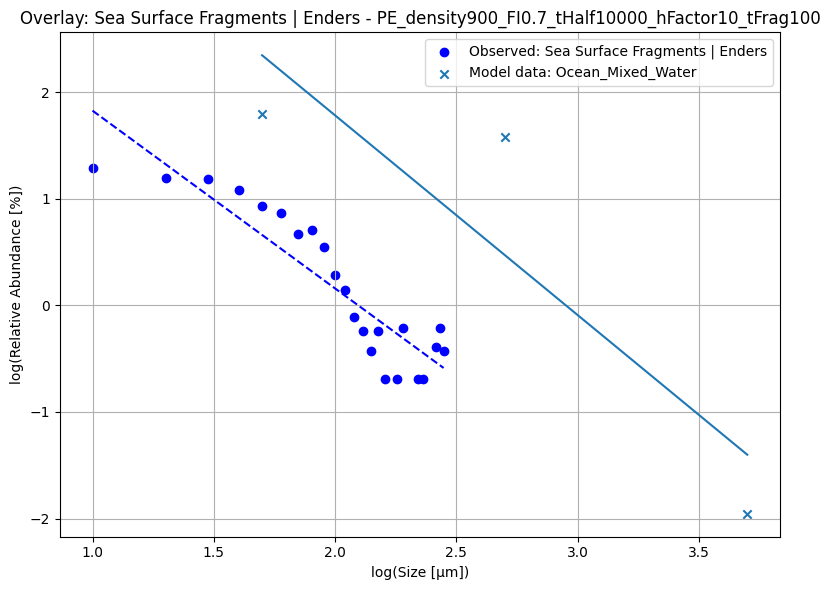 Overlay: Sea Surface Fragments | Enders - PE_density900_FI0.7_tHalf10000_hFactor10_tFrag100
Observed: Sea Surface Fragments | Enders
Model data: Ocean_Mixed_Water
log(Relative Abundance [%])
2
1
0
−1
−2
1.0
1.5
2.0
2.5
3.0
3.5
log(Size [μm])